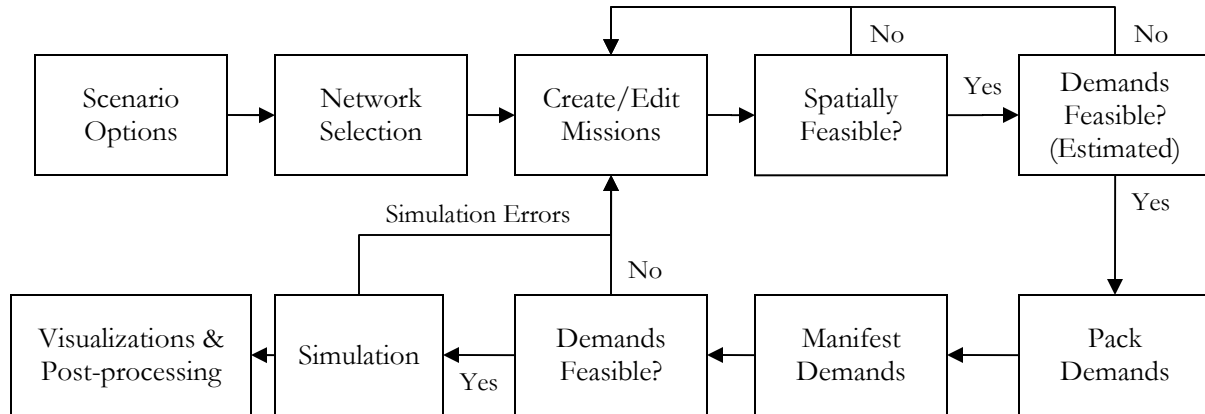 No
No
Scenario
Options
Network
Selection
Create/Edit
Missions
Spatially
Feasible?
Yes
Demands
Feasible?
(Estimated)
Simulation Errors
Yes
No
Visualizations &
Post-processing
Simulation
Yes
Demands
Feasible?
Manifest
Demands
Pack
Demands